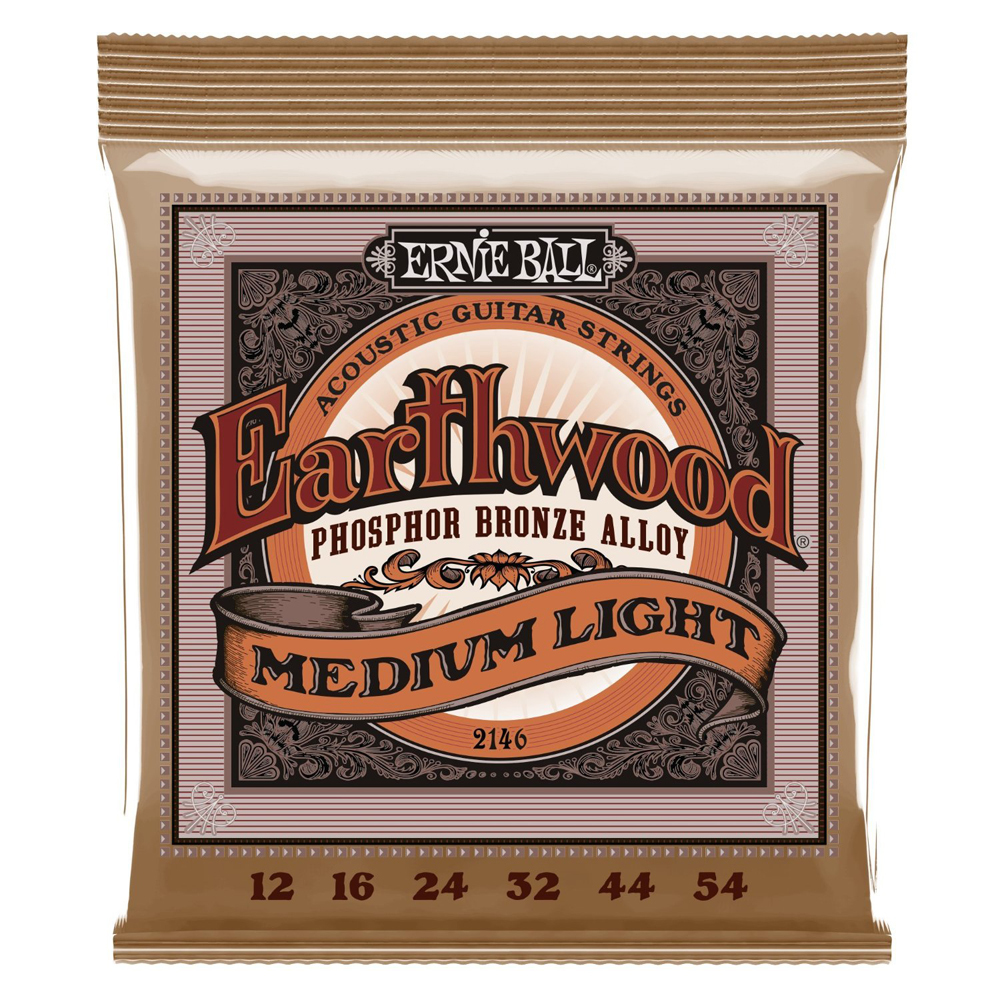 ERNIE BALL®
ACOUSTIC GUITAR STRINGS
Earthwood®
PHOSPHOR BRONZE ALLOY
MEDIUM LIGHT
2146
12 16 24 32 44 54